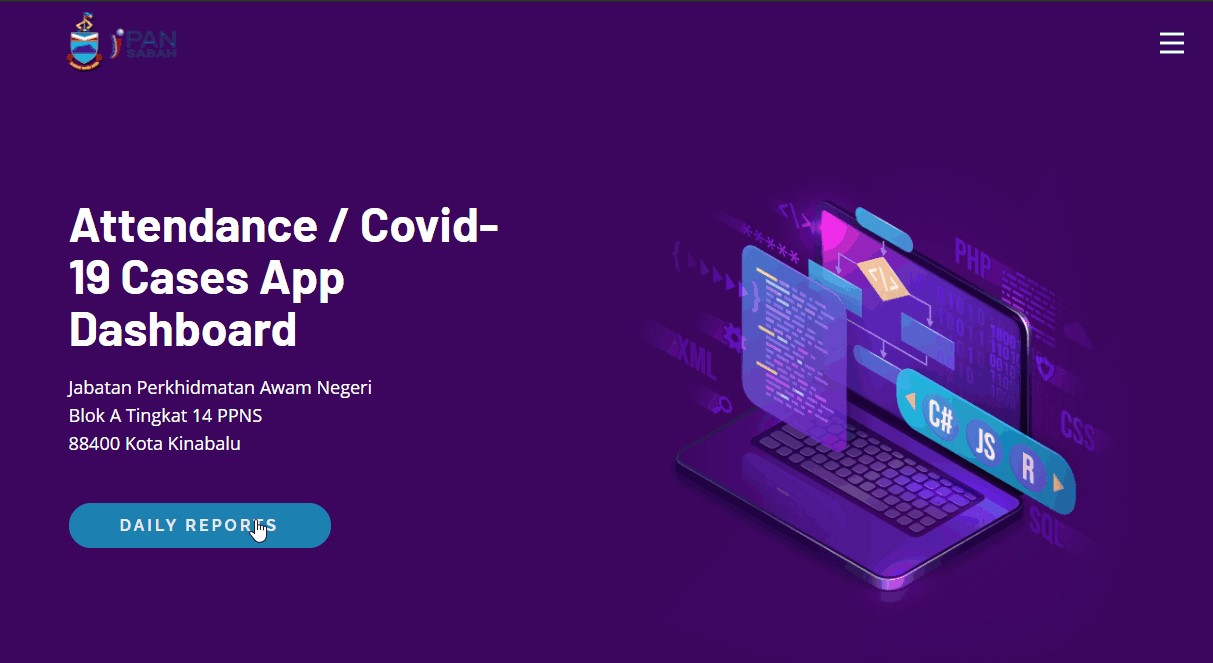 jPAN
SABAH
Attendance / Covid-
19 Cases App
Dashboard
Jabatan Perkhidmatan Awam Negeri
Blok A Tingkat 14 PPNS
88400 Kota Kinabalu
DAILY REPORTS
</>
*****
PHP
</>
XML
C#
JS
R
CSS
SQL